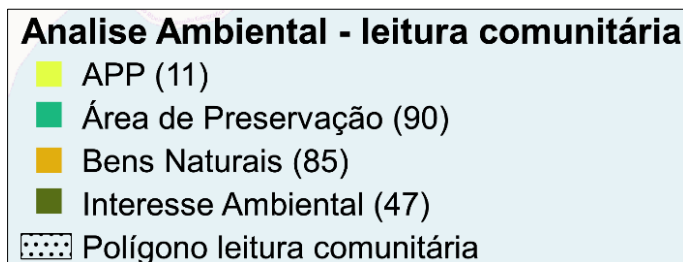 Analise Ambiental - leitura comunitária
APP (11)
Área de Preservação (90)
Bens Naturais (85)
Interesse Ambiental (47)
Polígono leitura comunitária